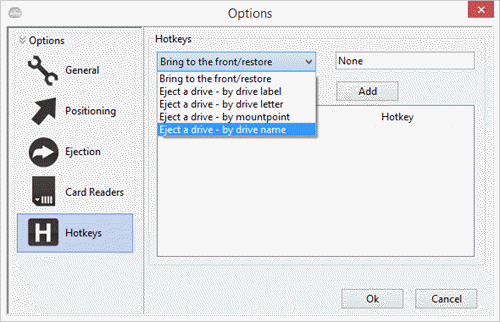 Options
Options
General
Positioning
Ejection
Card Readers
Hotkeys
Hotkeys
Bring to the front/restore
None
Bring to the front/restore
Eject a drive - by drive label
Eject a drive - by drive letter
Eject a drive - by mountpoint
Eject a drive - by drive name
Add
Hotkey
Ok
Cancel